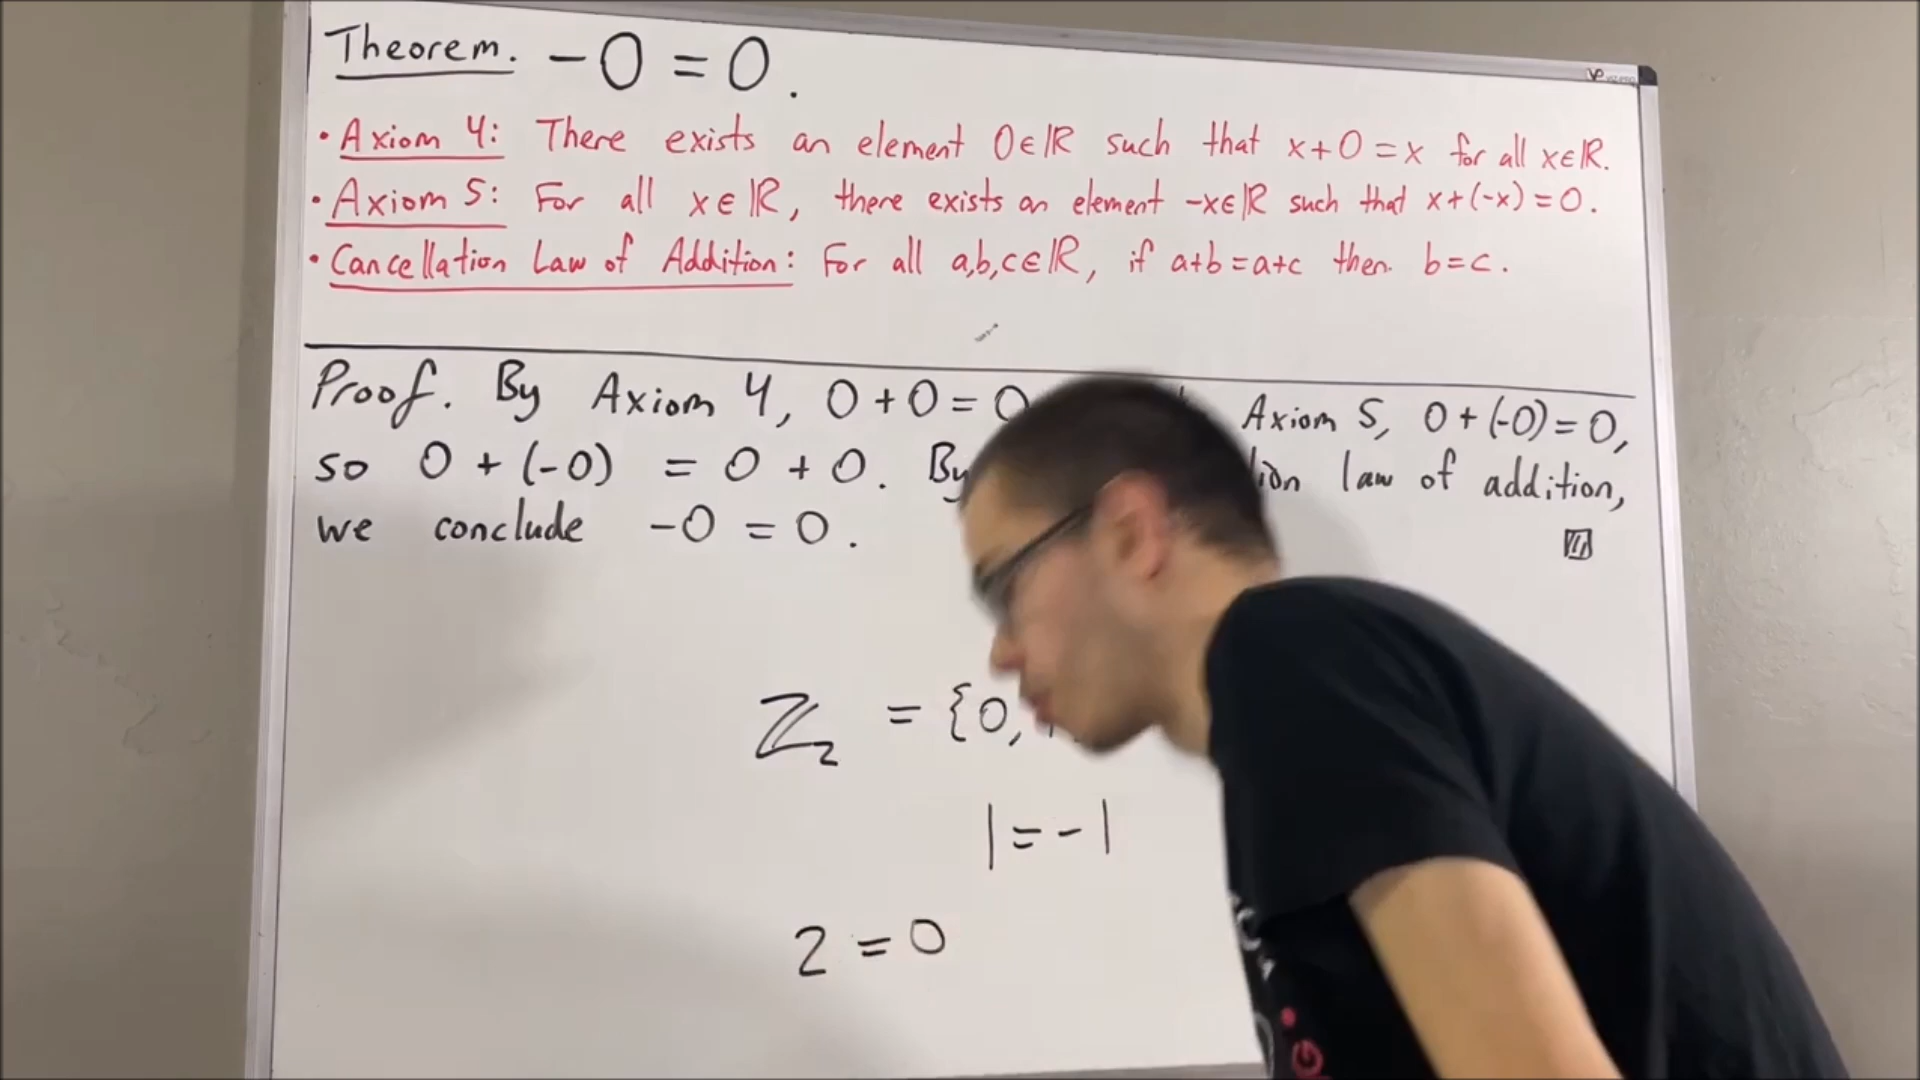 Theorem. -0 = 0.
• Axiom 4: There exists an element 0∈ℝ such that x+0=x for all x∈ℝ.
• Axiom 5: For all x∈ℝ, there exists an element -x∈ℝ such that x+(-x)=0.
• Cancellation Law of Addition: For all a,b,c∈ℝ, if a+b=a+c then b=c.
Proof. By Axiom 4, 0+0=0 Axiom 5, 0+(-0)=0,
so 0+(-0) = 0+0. By law of addition,
we conclude -0 = 0.
ℤ₂ = {0,
1=-1
2=0